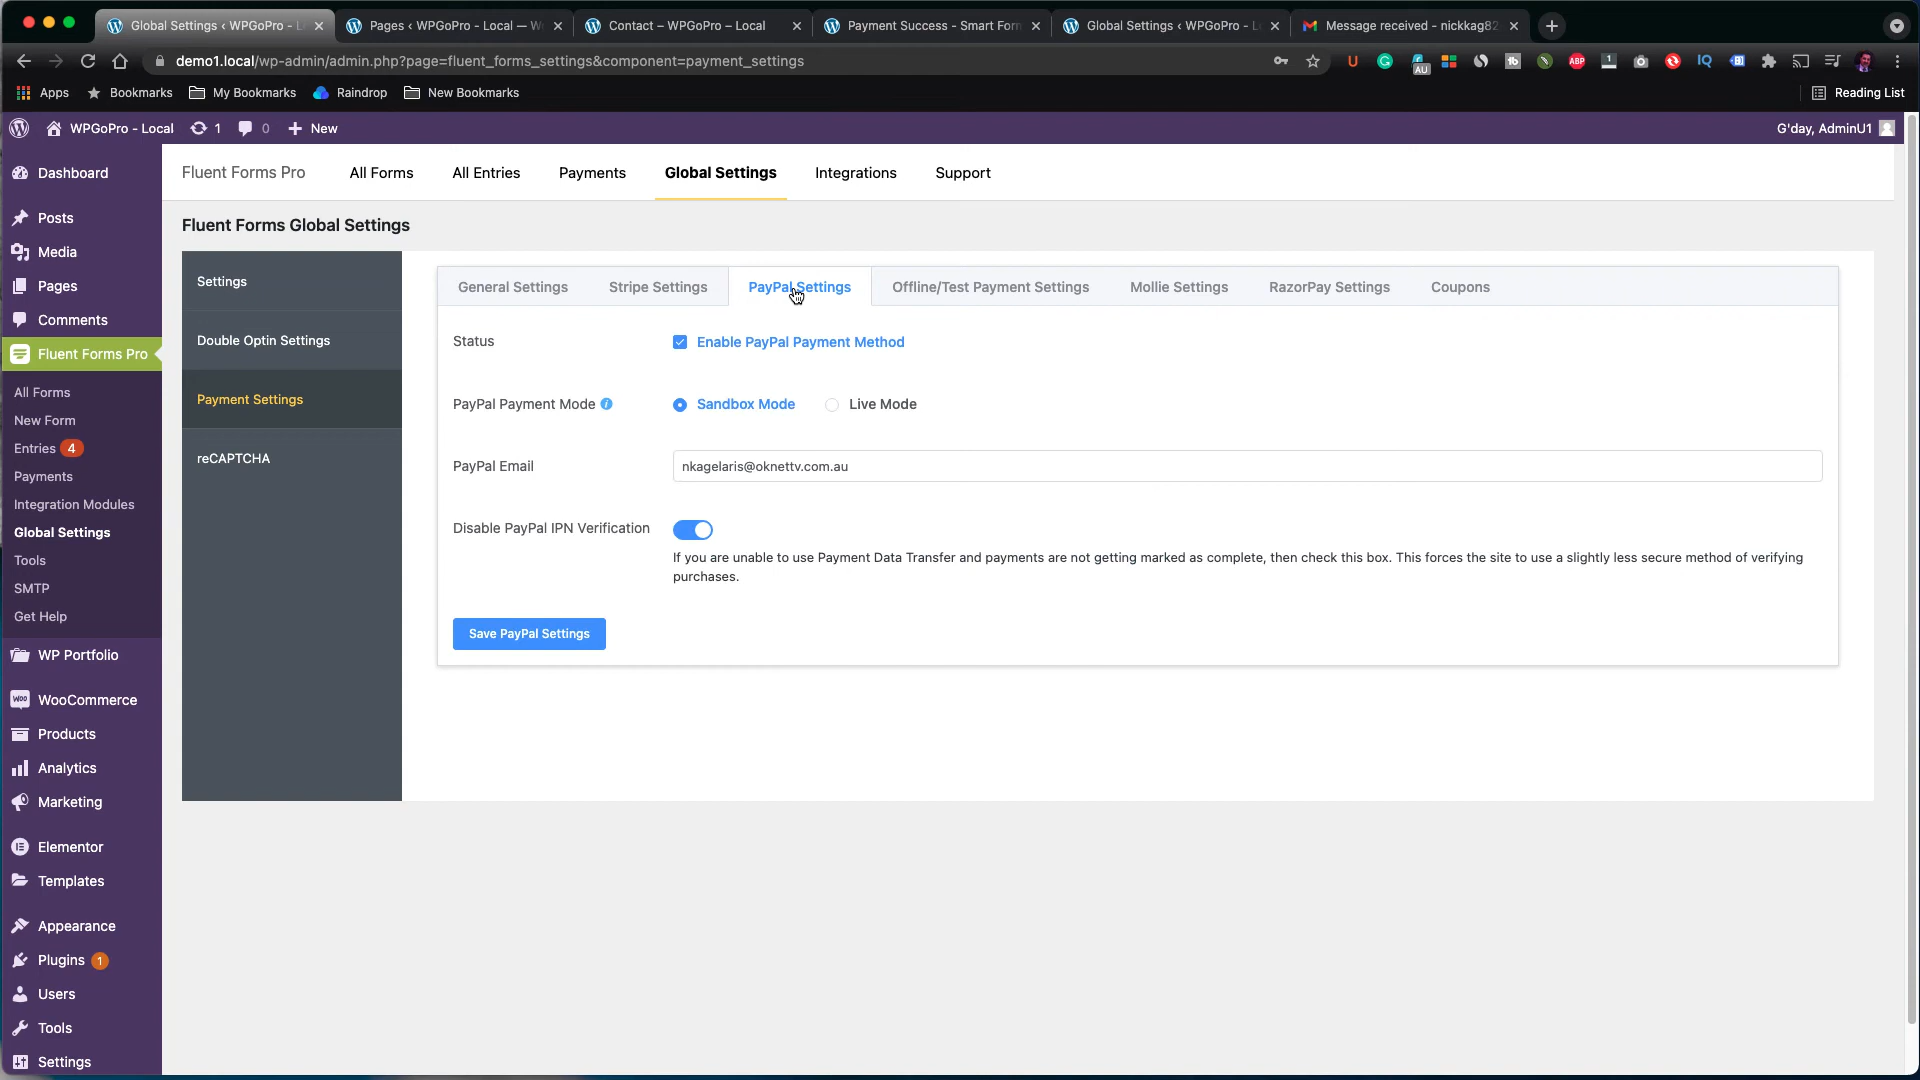 Global Settings ‹ WPGoPro - L
Pages ‹ WPGoPro - Local — W
Contact – WPGoPro – Local
Payment Success - Smart Form
Global Settings ‹ WPGoPro - L
Message received - nickkag82
demo1.local/wp-admin/admin.php?page=fluent_forms_settings&component=payment_settings
U
AU
fb
ABP
1
IQ
Apps
Bookmarks
My Bookmarks
Raindrop
New Bookmarks
Reading List
WPGoPro - Local
1
0
New
G'day, AdminU1
Dashboard
Posts
Media
Pages
Comments
Fluent Forms Pro
All Forms
New Form
Entries 4
Payments
Integration Modules
Global Settings
Tools
SMTP
Get Help
WP Portfolio
WooCommerce
Products
Analytics
Marketing
Elementor
Templates
Appearance
Plugins 1
Users
Tools
Settings
Fluent Forms Pro
All Forms
All Entries
Payments
Global Settings
Integrations
Support
Fluent Forms Global Settings
Settings
Double Optin Settings
Payment Settings
reCAPTCHA
General Settings
Stripe Settings
PayPal Settings
Offline/Test Payment Settings
Mollie Settings
RazorPay Settings
Coupons
Status
Enable PayPal Payment Method
PayPal Payment Mode
Sandbox Mode
Live Mode
PayPal Email
nkagelaris@oknettv.com.au
Disable PayPal IPN Verification
If you are unable to use Payment Data Transfer and payments are not getting marked as complete, then check this box. This forces the site to use a slightly less secure method of verifying
purchases.
Save PayPal Settings